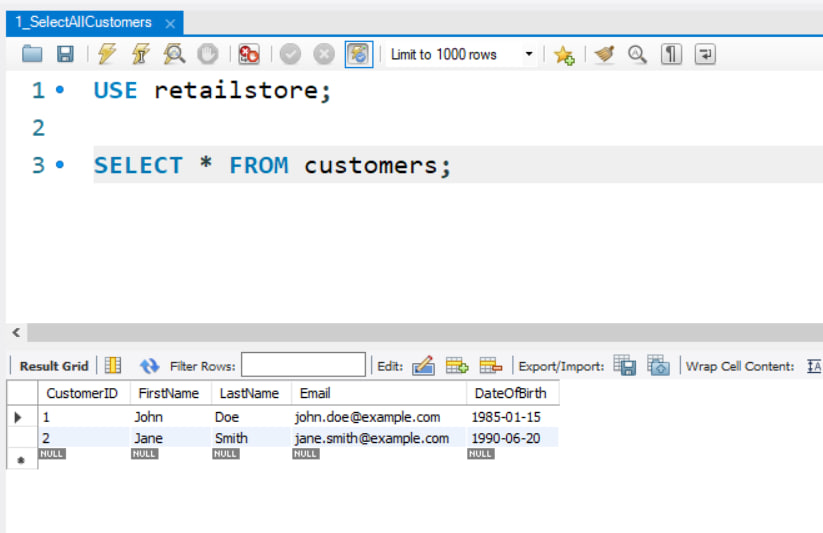 1_SelectAllCustomers
Limit to 1000 rows
1 USE retailstore;
2
3 SELECT * FROM customers;
Result Grid Filter Rows: Edit: Export/Import: Wrap Cell Content:
CustomerID FirstName LastName Email DateOfBirth
1 John Doe john.doe@example.com 1985-01-15
2 Jane Smith jane.smith@example.com 1990-06-20
NULL NULL NULL NULL NULL